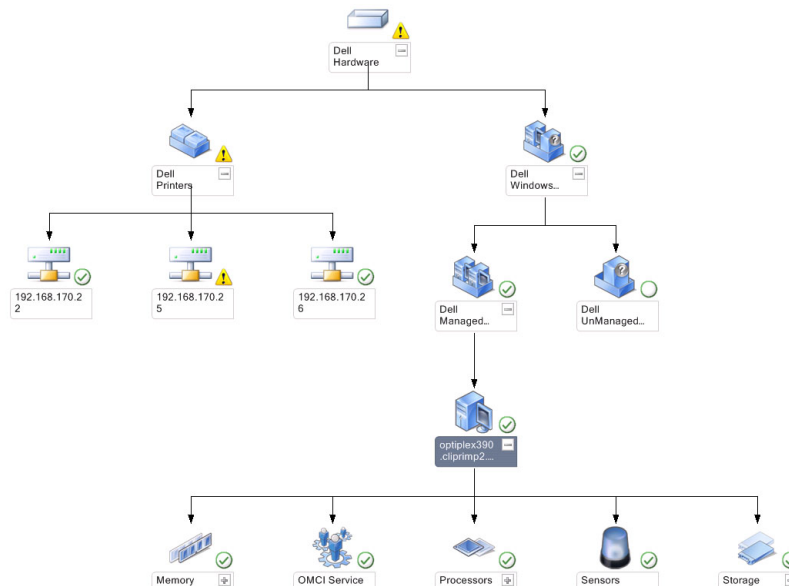 Dell
Hardware
Dell
Printers
Dell
Windows...
192.168.170.2
2
192.168.170.2
5
192.168.170.2
6
Dell
Managed...
Dell
UnManaged...
optiplex390
.cliprimp2....
Memory
OMCI Service
Processors
Sensors
Storage